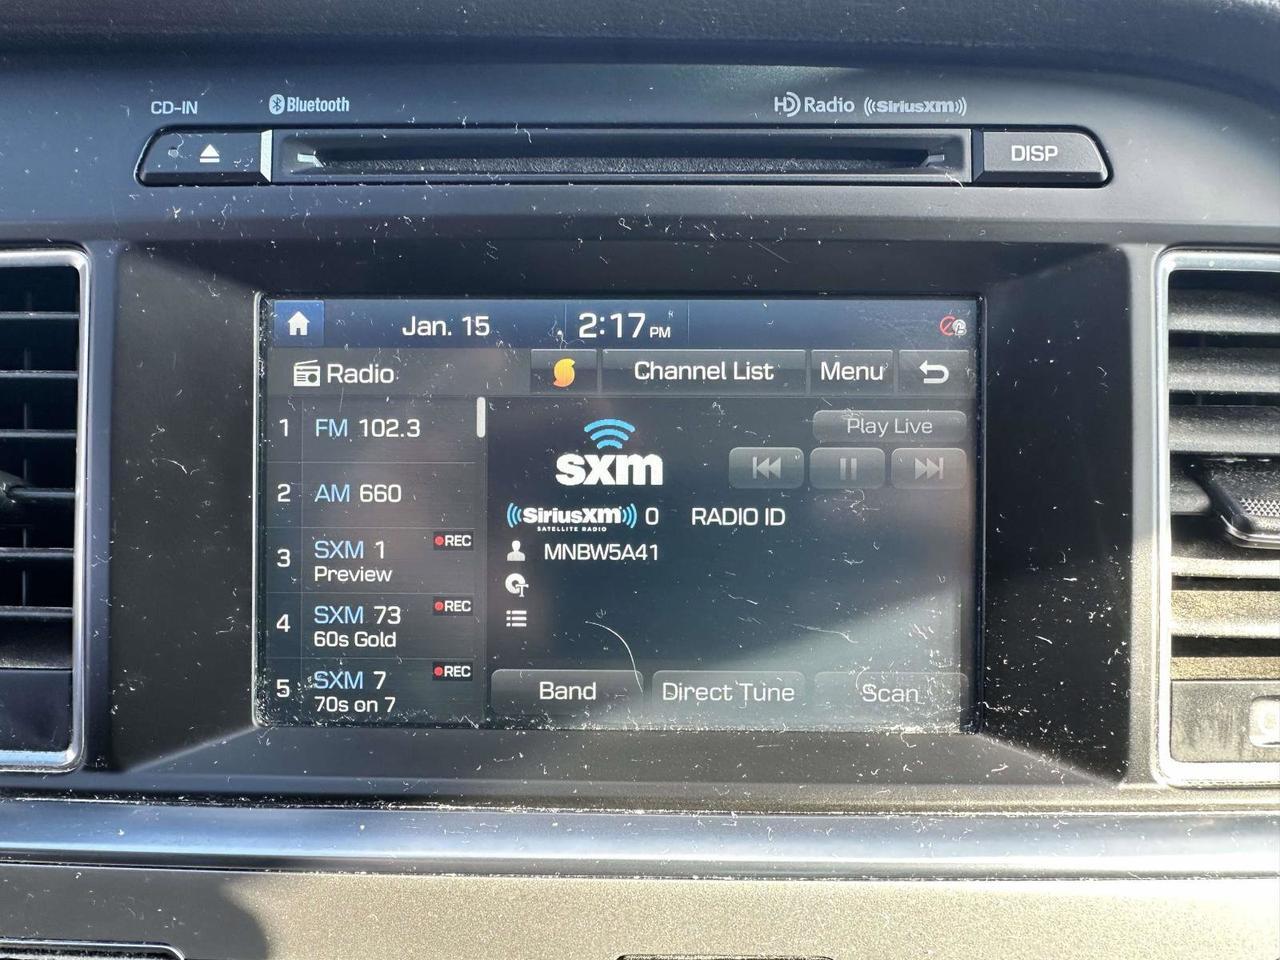 CD-IN
Bluetooth
HD Radio ((SiriusXM))
DISP
Jan. 15
2:17 PM
Radio
Channel List
Menu
1 FM 102.3
2 AM 660
3 SXM 1 REC
Preview
4 SXM 73 REC
60s Gold
5 SXM 7 REC
70s on 7
sxm
Play Live
((SiriusXM)) 0 RADIO ID
SATELLITE RADIO
MNBW5A41
Band
Direct Tune
Scan